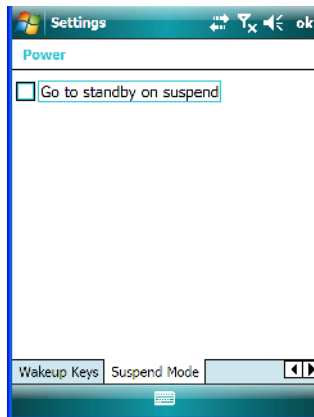 Settings ok
Power
Go to standby on suspend
Wakeup Keys Suspend Mode